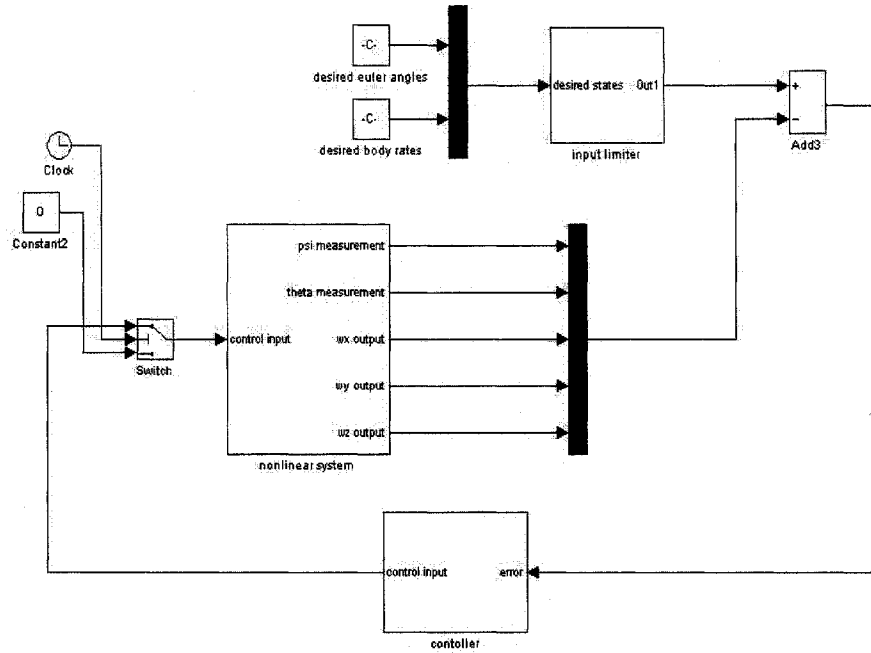 -C-
desired euler angles
-C-
desired body rates
desired states Out1
input limiter
+
−
Add3
Clock
0
Constant2
Switch
control input
psi measurement
theta measurement
wx output
wy output
wz output
nonlinear system
control input error
contoller